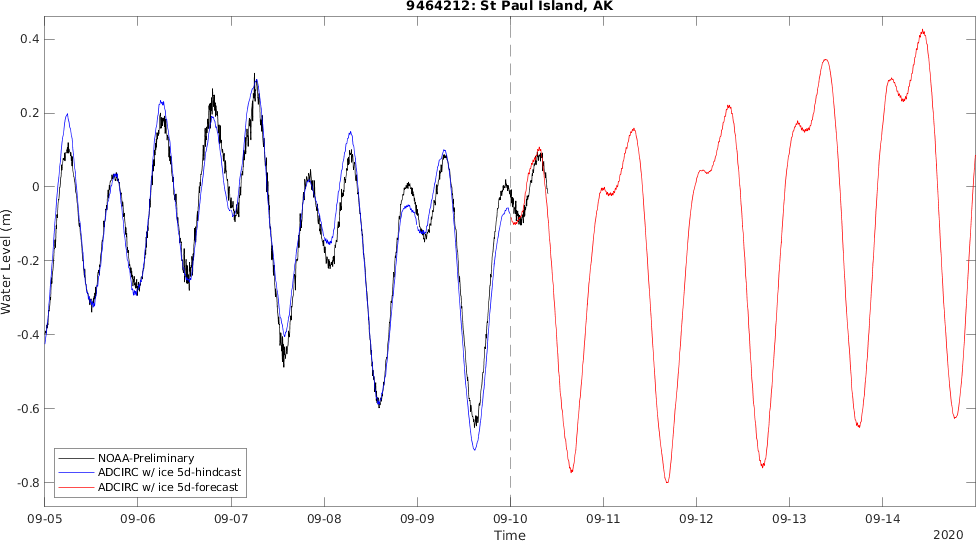 9464212: St Paul Island, AK
0.4
0.2
0
-0.2
-0.4
-0.6
-0.8
Water Level (m)
NOAA-Preliminary
ADCIRC w/ ice 5d-hindcast
ADCIRC w/ ice 5d-forecast
09-05 09-06 09-07 09-08 09-09 09-10 09-11 09-12 09-13 09-14
Time
2020